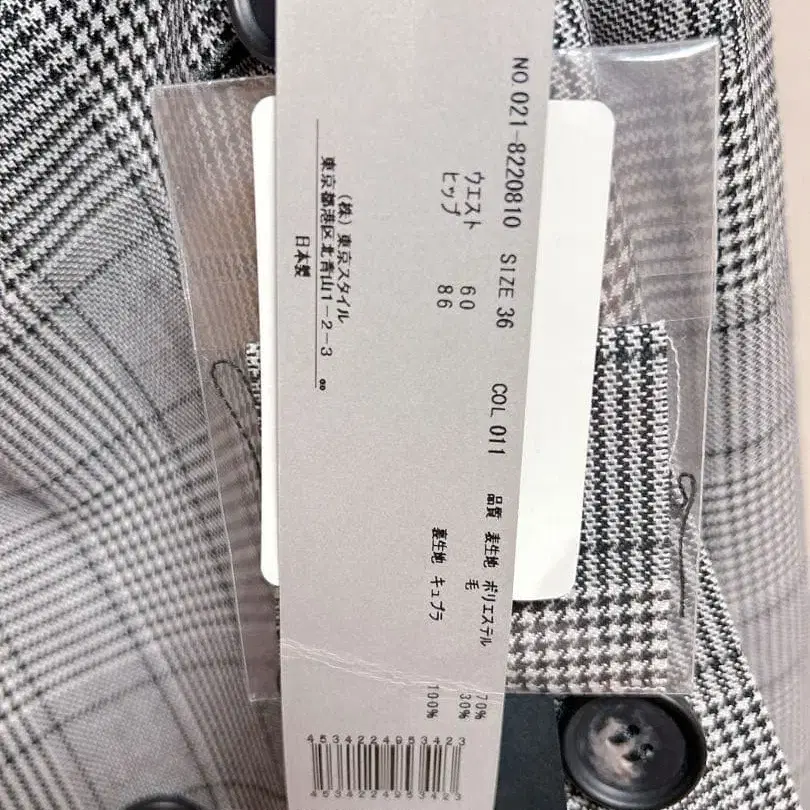 NO.021-8220810 SIZE 36 COL 011
ウエスト 60
ヒップ 86
品質 表生地 ポリエステル 70%
毛 30%
裏生地 キュプラ 100%
(株)東京スタイル
東京都港区北青山1-2-3
日本製